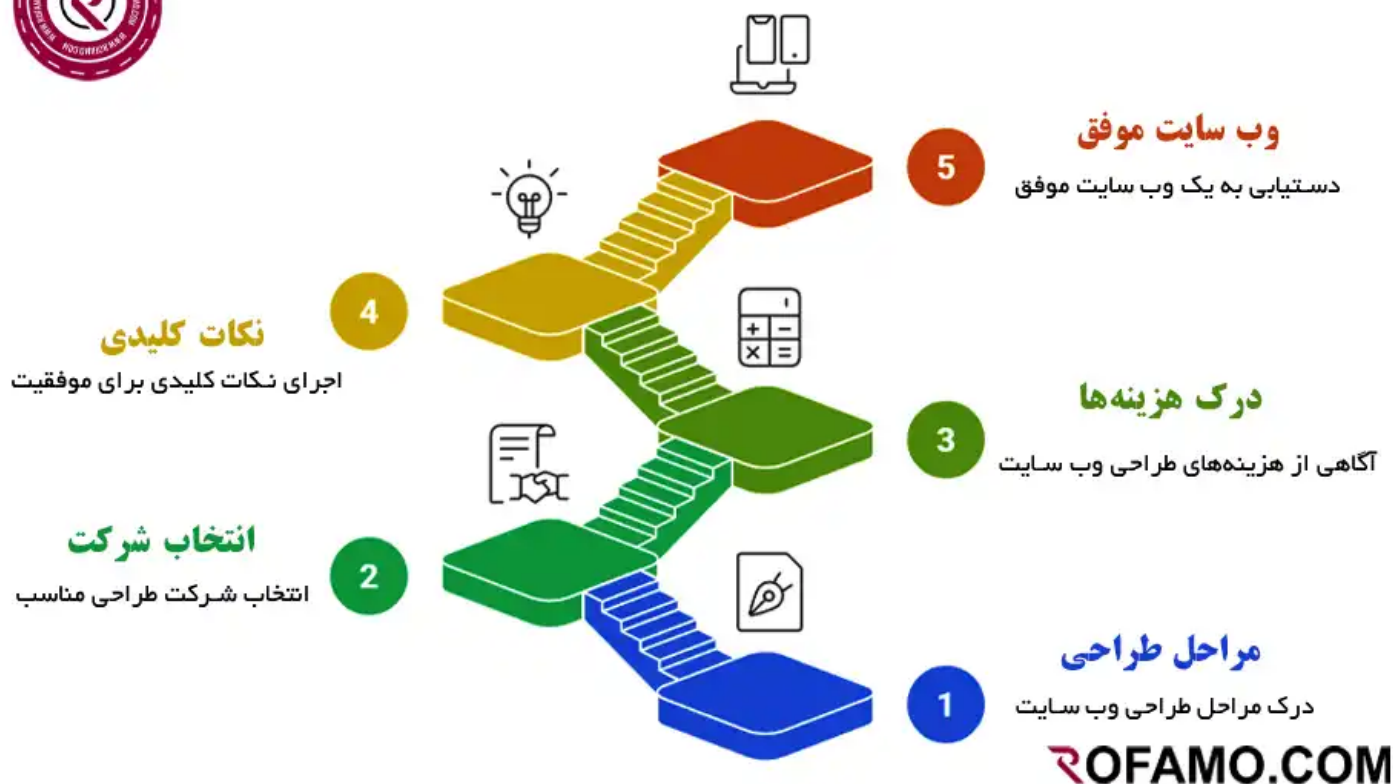 وب سایت موفق
دستیابی به یک وب سایت موفق
5
4
نکات کلیدی
اجرای نکات کلیدی برای موفقیت
درک هزینه‌ها
آگاهی از هزینه‌های طراحی وب سایت
3
انتخاب شرکت
انتخاب شرکت طراحی مناسب
2
مراحل طراحی
درک مراحل طراحی وب سایت
1
ROFAMO.COM